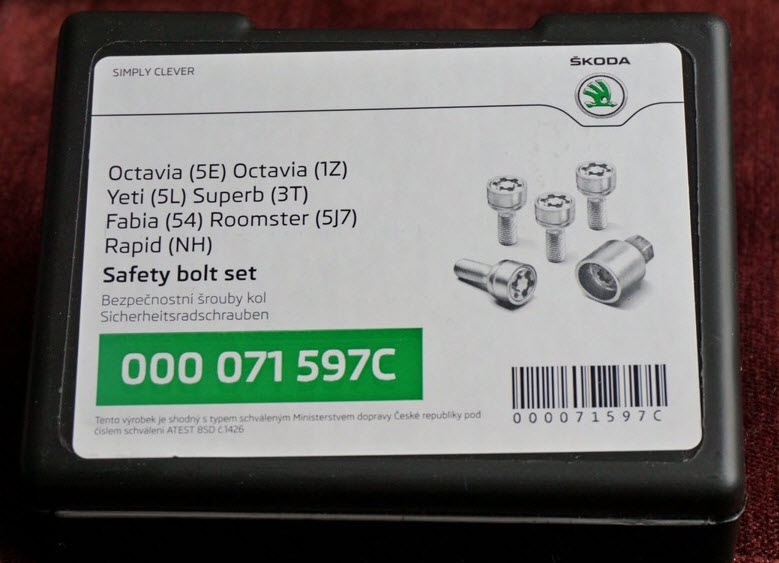 SIMPLY CLEVER
ŠKODA
Octavia (5E) Octavia (1Z)
Yeti (5L) Superb (3T)
Fabia (54) Roomster (5J7)
Rapid (NH)
Safety bolt set
Bezpečnostní šrouby kol
Sicherheitsradschrauben
000 071 597C
000071597C
Tento výrobek je shodný s typem schváleným Ministerstvem dopravy České republiky pod
číslem schválení ATEST 8SD č.1426